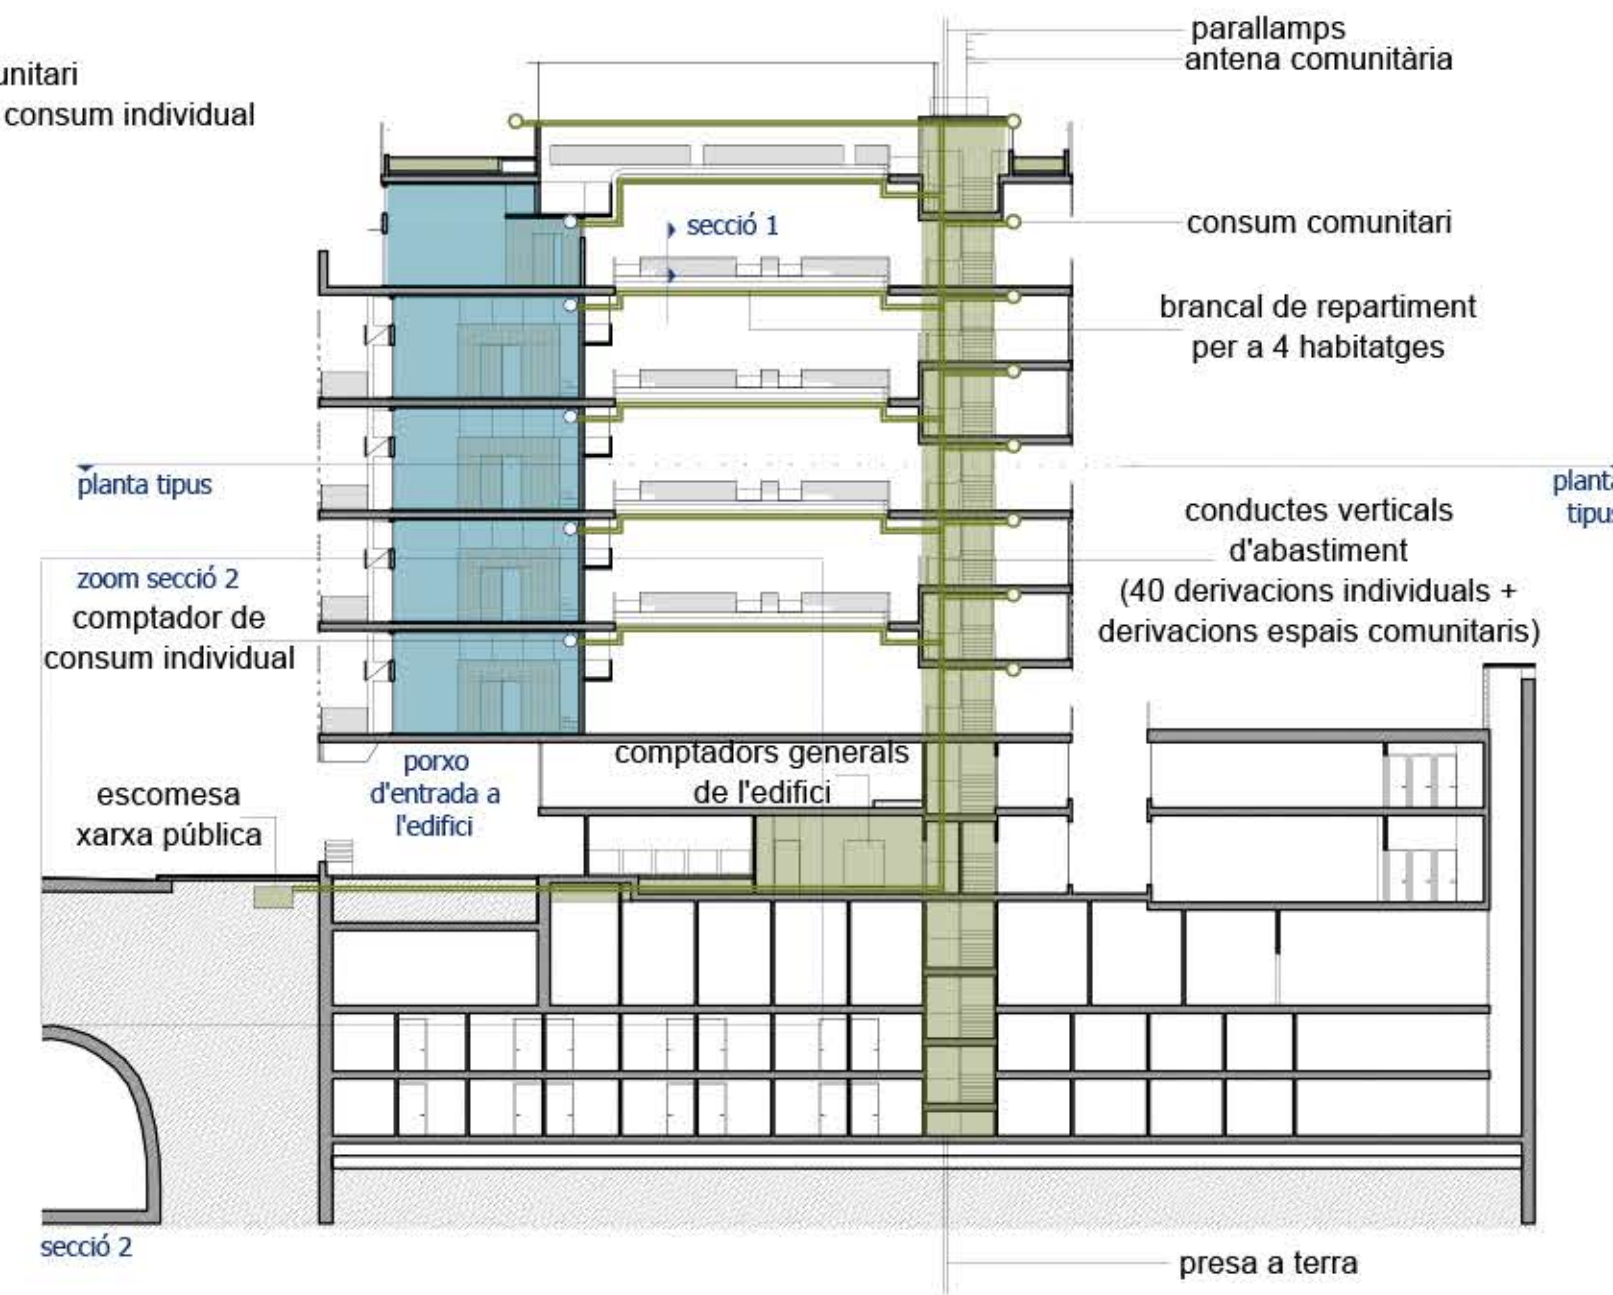 parallamps
antena comunitària
unitari
consum individual
secció 1
consum comunitari
brancal de repartiment
per a 4 habitatges
planta tipus
planta
tipus
conductes verticals
d'abastiment
(40 derivacions individuals +
derivacions espais comunitaris)
zoom secció 2
comptador de
consum individual
porxo
d'entrada a
l'edifici
comptadors generals
de l'edifici
escomesa
xarxa pública
secció 2
presa a terra